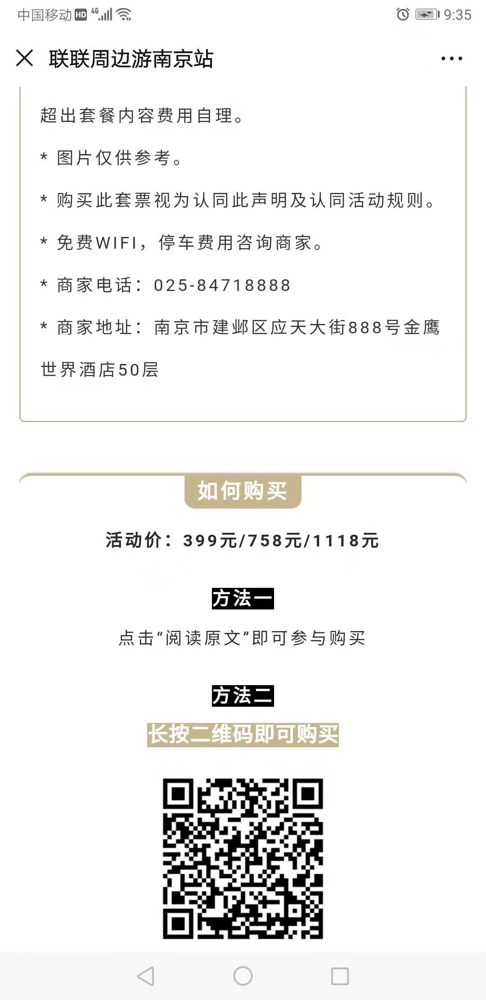 中国移动 HD 4G 9:35
联联周边游南京站
超出套餐内容费用自理。
* 图片仅供参考。
* 购买此套票视为认同此声明及认同活动规则。
* 免费WIFI，停车费用咨询商家。
* 商家电话：025-84718888
* 商家地址：南京市建邺区应天大街888号金鹰
世界酒店50层
如何购买
活动价：399元/758元/1118元
方法一
点击“阅读原文”即可参与购买
方法二
长按二维码即可购买